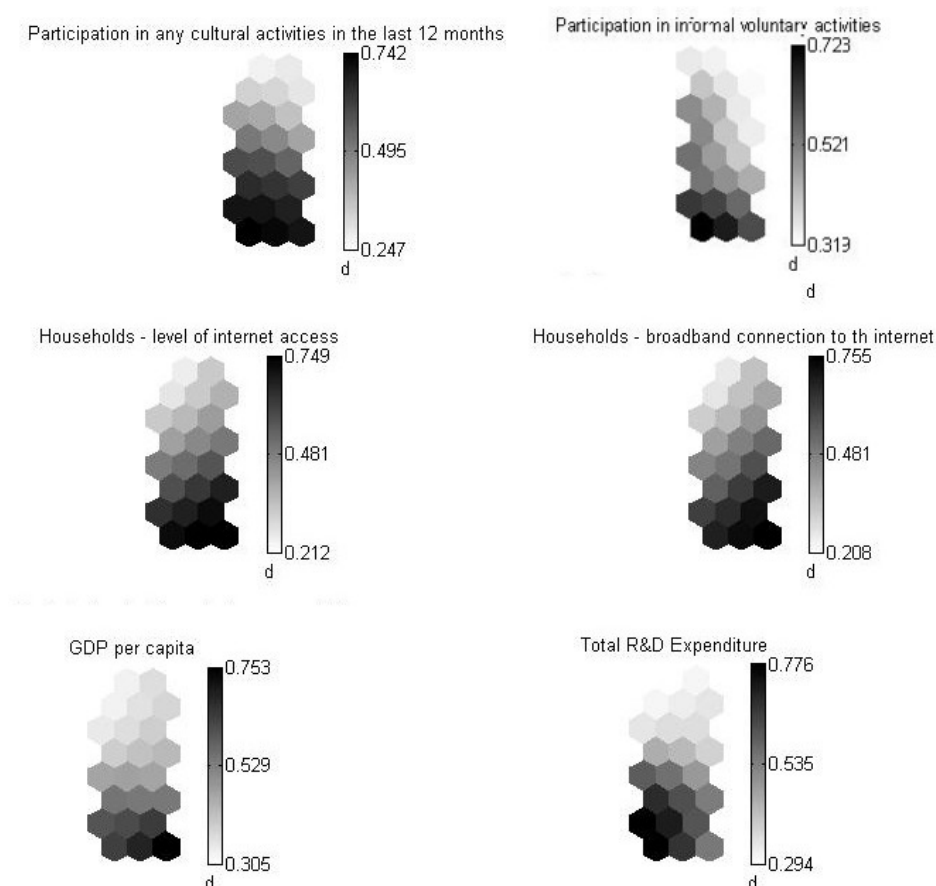 Participation in any cultural activities in the last 12 months
0.742
0.495
0.247
d
Participation in informal voluntary activities
0.723
0.521
0.319
d
d
Households - level of internet access
0.749
0.481
0.212
d
Households - broadband connection to th internet
0.755
0.481
0.208
d
GDP per capita
0.753
0.529
0.305
d
Total R&D Expenditure
0.776
0.535
0.294
d